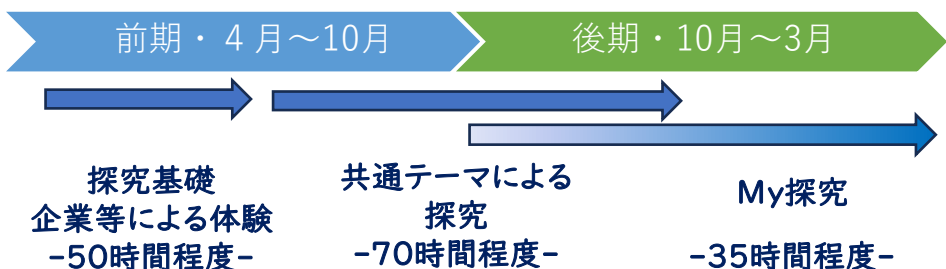 前期・４月～10月
後期・10月～3月
探究基礎
企業等による体験
-50時間程度-
共通テーマによる
探究
-70時間程度-
My探究
-35時間程度-